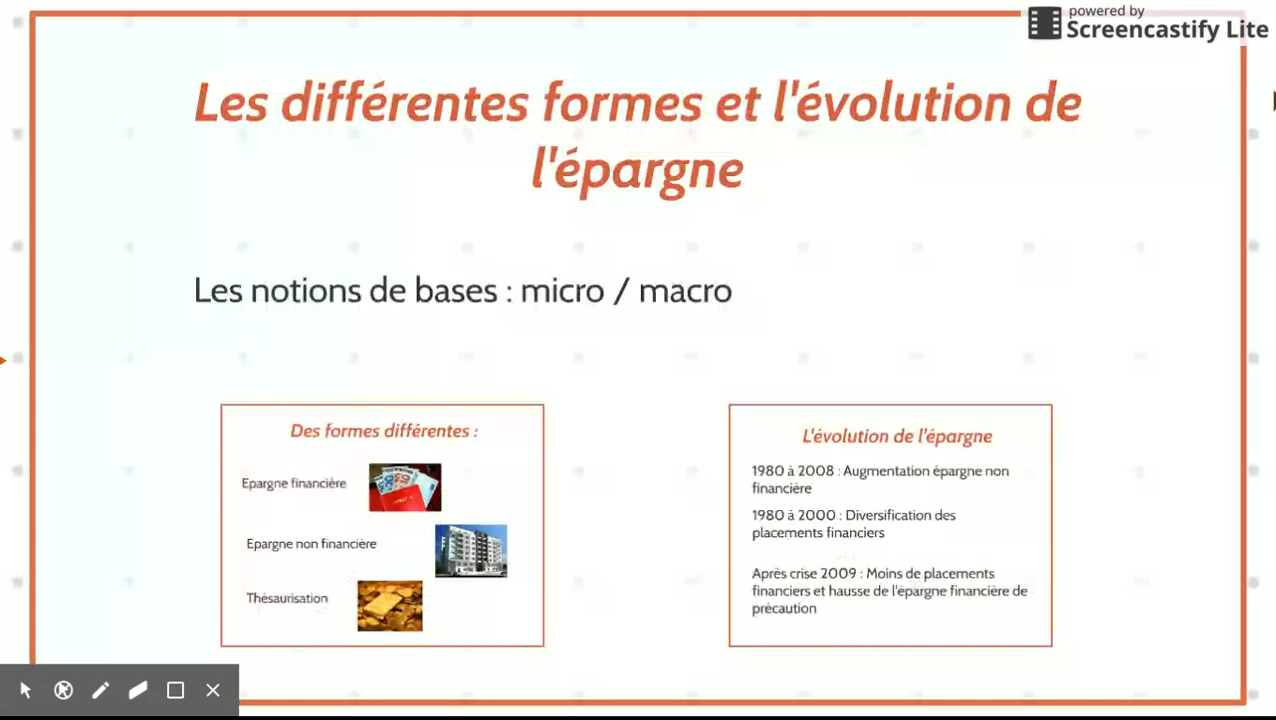 powered by
Screencastify Lite
Les différentes formes et l'évolution de
l'épargne
Les notions de bases : micro / macro
Des formes différentes :
Epargne financière
Epargne non financière
Thésaurisation
L'évolution de l'épargne
1980 à 2008 : Augmentation épargne non
financière
1980 à 2000 : Diversification des
placements financiers
Après crise 2009 : Moins de placements
financiers et hausse de l'épargne financière de
précaution